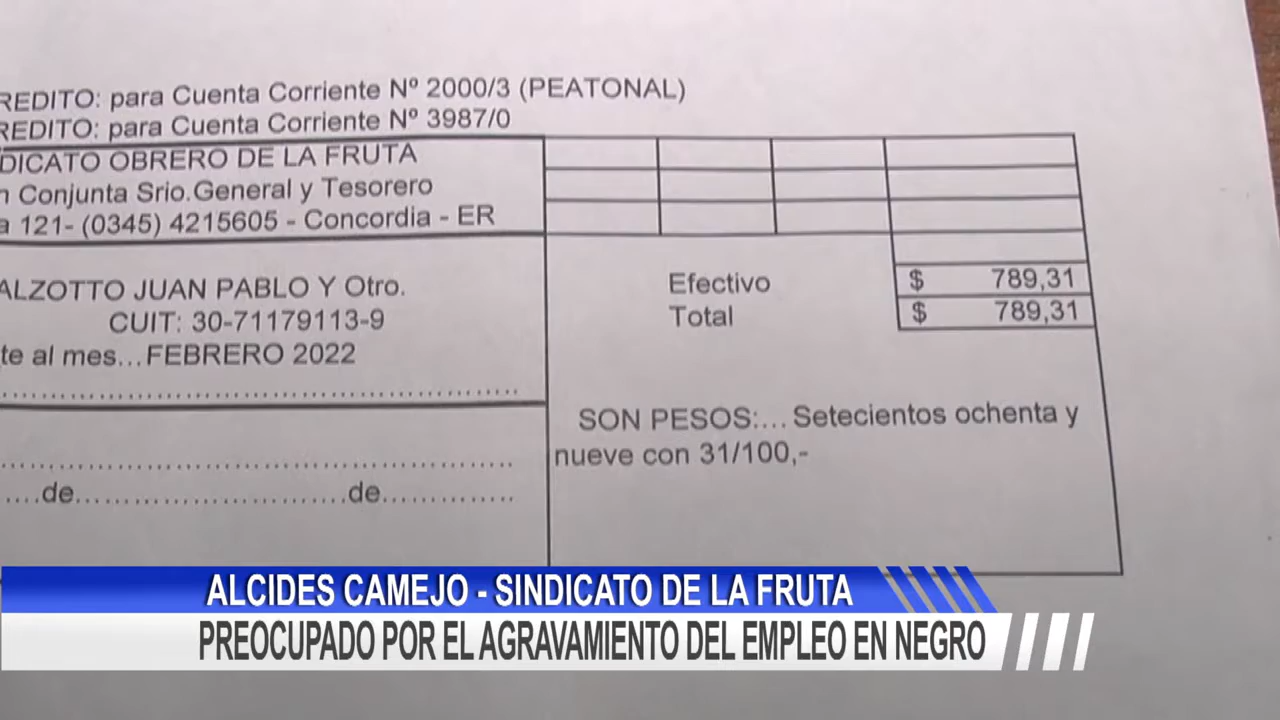 REDITO: para Cuenta Corriente Nº 2000/3 (PEATONAL)
REDITO: para Cuenta Corriente Nº 3987/0
DICATO OBRERO DE LA FRUTA
n Conjunta Srio.General y Tesorero
a 121- (0345) 4215605 - Concordia - ER
ALZOTTO JUAN PABLO Y Otro.
CUIT: 30-71179113-9
te al mes...FEBRERO 2022
....de........................de.............
Efectivo $ 789,31
Total $ 789,31
SON PESOS:... Setecientos ochenta y
nueve con 31/100,-
ALCIDES CAMEJO - SINDICATO DE LA FRUTA
PREOCUPADO POR EL AGRAVAMIENTO DEL EMPLEO EN NEGRO